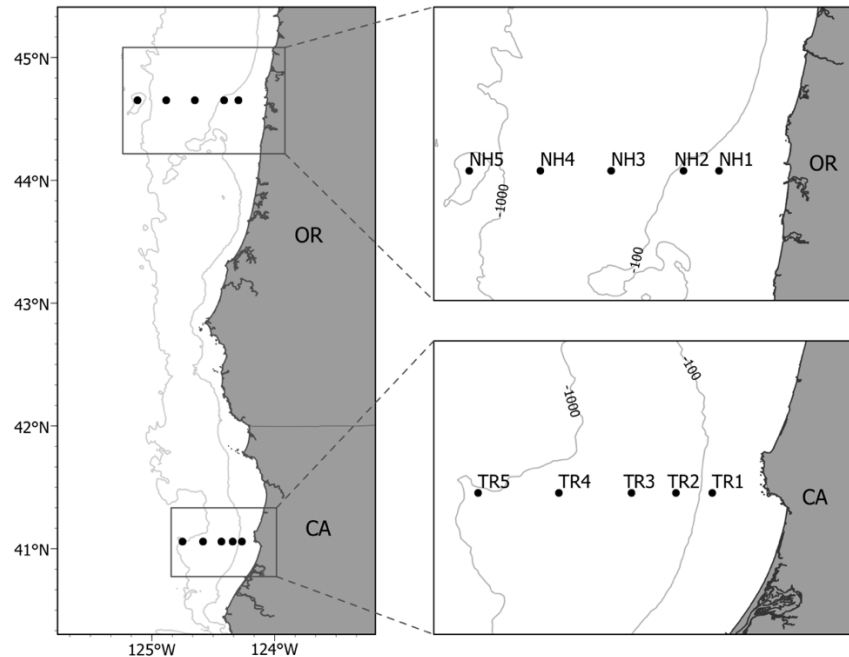 45°N
44°N
43°N
42°N
41°N
125°W
124°W
OR
CA
NH5
NH4
NH3
NH2
NH1
OR
-1000
-100
-1000
-100
TR5
TR4
TR3
TR2
TR1
CA